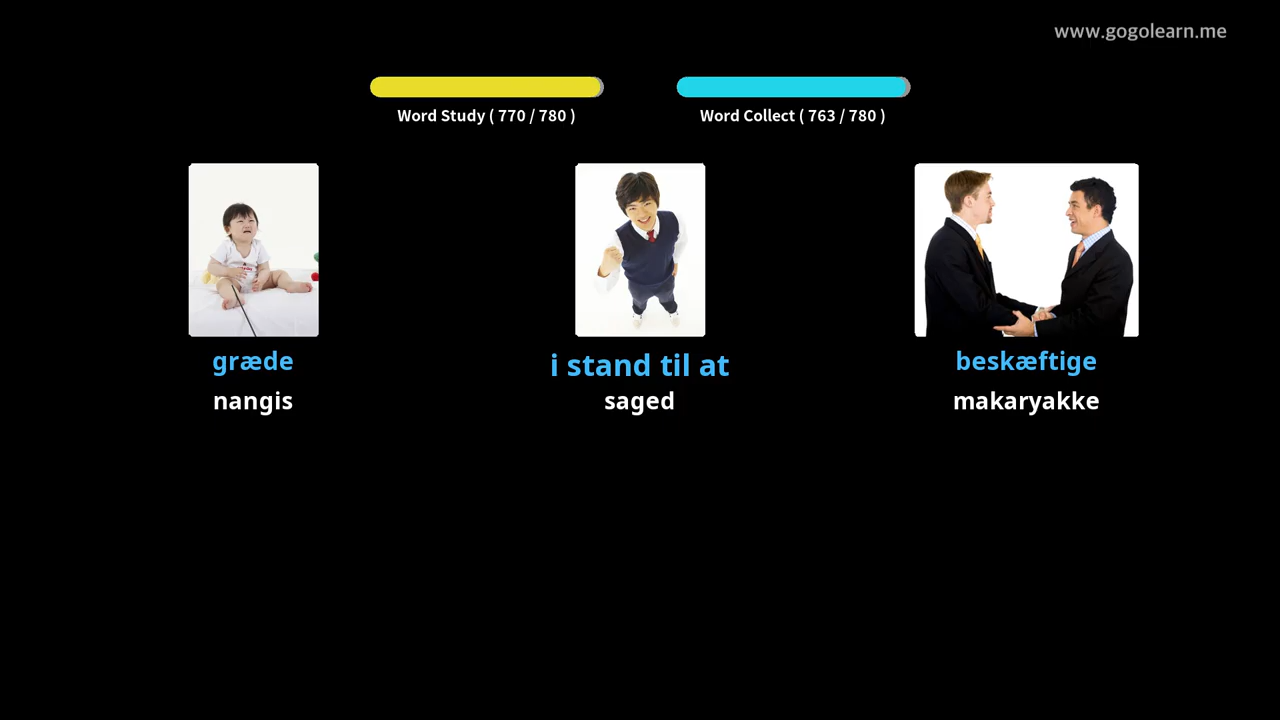 www.gogolearn.me
Word Study ( 770 / 780 )
Word Collect ( 763 / 780 )
græde
i stand til at
beskæftige
nangis
saged
makaryakke